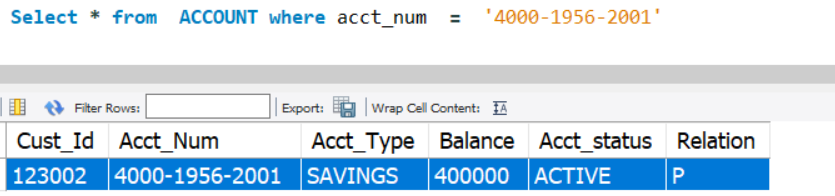 Select * from ACCOUNT where acct_num = '4000-1956-2001'
Filter Rows: Export: Wrap Cell Content: IA
Cust_Id Acct_Num Acct_Type Balance Acct_status Relation
123002 4000-1956-2001 SAVINGS 400000 ACTIVE P